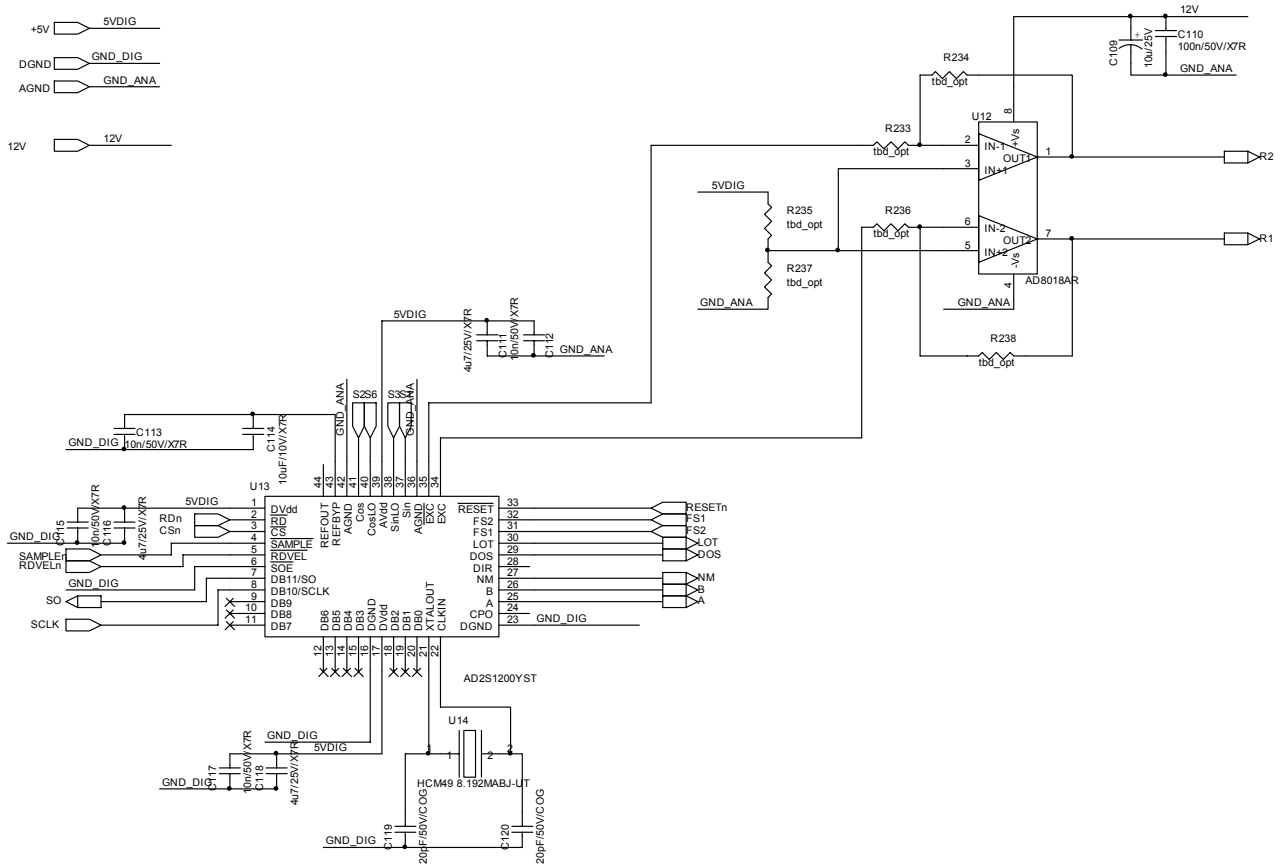 +5V
5VDIG
DGND
GND_DIG
AGND
GND_ANA
12V
12V
12V
C109
+
10u/25V
C110
100n/50V/X7R
GND_ANA
R234
tbd_opt
U12
8
+Vs
R233
tbd_opt
2
IN-1
OUT1
1
R2
3
IN+1
5VDIG
R235
tbd_opt
R236
tbd_opt
6
IN-2
OUT2
7
R1
5
IN+2
-Vs
R237
tbd_opt
4
AD8018AR
GND_ANA
GND_ANA
R238
tbd_opt
5VDIG
4u7/25V/X7R
C111
10n/50V/X7R
C112
GND_ANA
GND_ANA
S2
S6
S3
GND_ANA
C113
10n/50V/X7R
GND_DIG
C114
10uF/10V/X7R
U13
44
43
42
41
40
39
38
37
36
35
34
REFOUT
REFBYP
AGND
Cos
CosLO
AVdd
SinLO
Sin
AGND
EXC
EXC
5VDIG
1
DVdd
RDn
2
RD
CSn
3
CS
4
SAMPLE
5
RDVEL
6
SOE
7
DB11/SO
8
DB10/SCLK
9
DB9
10
DB8
11
DB7
C115
10n/50V/X7R
C116
4u7/25V/X7R
GND_DIG
SAMPLEn
RDVELn
GND_DIG
SO
SCLK
RESET
33
RESETn
FS2
32
FS1
FS1
31
FS2
LOT
30
LOT
DOS
29
DOS
DIR
28
NM
27
NM
B
26
B
A
25
A
CPO
24
DGND
23
GND_DIG
DB6
DB5
DB4
DB3
DGND
DVdd
DB2
DB1
DB0
XTALOUT
CLKIN
12
13
14
15
16
17
18
19
20
21
22
AD2S1200YST
GND_DIG
5VDIG
C117
10n/50V/X7R
C118
4u7/25V/X7R
GND_DIG
U14
1
1
2
2
HCM49 8.192MABJ-UT
C119
20pF/50V/COG
C120
20pF/50V/COG
GND_DIG